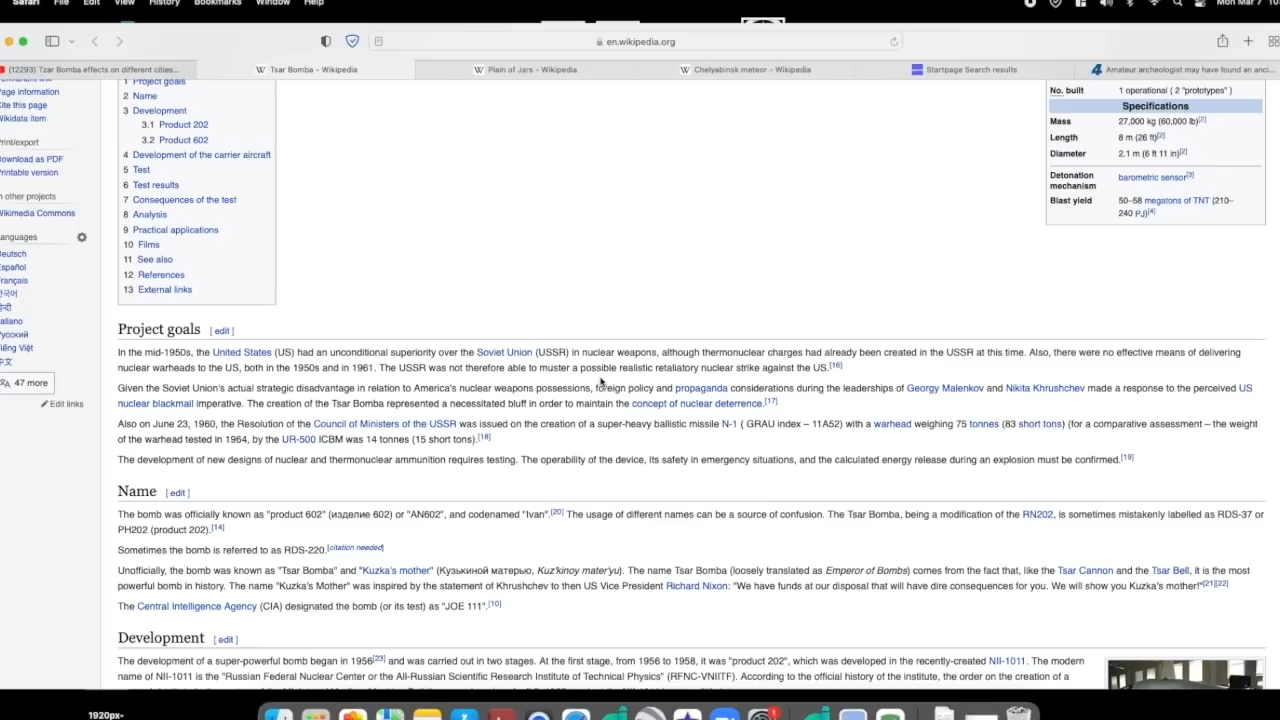 Safari File Edit View History Bookmarks Window Help Mon Mar 7
en.wikipedia.org
(12293) Tzar Bomba effects on different cities... Tsar Bomba - Wikipedia Plain of Jars - Wikipedia Chelyabinsk meteor - Wikipedia Startpage Search results Amateur archeologist may have found an anci...
Page information
Cite this page
Wikidata item
Print/export
Download as PDF
Printable version
n other projects
Wikimedia Commons
anguages
Deutsch
Español
Français
한국어
हिन्दी
Italiano
Русский
Tiếng Việt
中文
47 more
Edit links
1 Project goals
2 Name
3 Development
3.1 Product 202
3.2 Product 602
4 Development of the carrier aircraft
5 Test
6 Test results
7 Consequences of the test
8 Analysis
9 Practical applications
10 Films
11 See also
12 References
13 External links
No. built 1 operational ( 2 "prototypes" )
Specifications
Mass 27,000 kg (60,000 lb)[2]
Length 8 m (26 ft)[2]
Diameter 2.1 m (6 ft 11 in)[2]
Detonation mechanism barometric sensor[3]
Blast yield 50–58 megatons of TNT (210–
240 PJ)[4]
Project goals [ edit ]
In the mid-1950s, the United States (US) had an unconditional superiority over the Soviet Union (USSR) in nuclear weapons, although thermonuclear charges had already been created in the USSR at this time. Also, there were no effective means of delivering
nuclear warheads to the US, both in the 1950s and in 1961. The USSR was not therefore able to muster a possible realistic retaliatory nuclear strike against the US.[16]
Given the Soviet Union's actual strategic disadvantage in relation to America's nuclear weapons possessions, foreign policy and propaganda considerations during the leaderships of Georgy Malenkov and Nikita Khrushchev made a response to the perceived US
nuclear blackmail imperative. The creation of the Tsar Bomba represented a necessitated bluff in order to maintain the concept of nuclear deterrence.[17]
Also on June 23, 1960, the Resolution of the Council of Ministers of the USSR was issued on the creation of a super-heavy ballistic missile N-1 ( GRAU index – 11A52) with a warhead weighing 75 tonnes (83 short tons) (for a comparative assessment – the weight
of the warhead tested in 1964, by the UR-500 ICBM was 14 tonnes (15 short tons).[18]
The development of new designs of nuclear and thermonuclear ammunition requires testing. The operability of the device, its safety in emergency situations, and the calculated energy release during an explosion must be confirmed.[19]
Name [ edit ]
The bomb was officially known as "product 602" (изделие 602) or "AN602", and codenamed "Ivan".[20] The usage of different names can be a source of confusion. The Tsar Bomba, being a modification of the RN202, is sometimes mistakenly labelled as RDS-37 or
PH202 (product 202).[14]
Sometimes the bomb is referred to as RDS-220.[citation needed]
Unofficially, the bomb was known as "Tsar Bomba" and "Kuzka's mother" (Кузькиной матерью, Kuz'kinoy mater'yu). The name Tsar Bomba (loosely translated as Emperor of Bombs) comes from the fact that, like the Tsar Cannon and the Tsar Bell, it is the most
powerful bomb in history. The name "Kuzka's Mother" was inspired by the statement of Khrushchev to then US Vice President Richard Nixon: "We have funds at our disposal that will have dire consequences for you. We will show you Kuzka's mother!"[21][22]
The Central Intelligence Agency (CIA) designated the bomb (or its test) as "JOE 111".[10]
Development [ edit ]
The development of a super-powerful bomb began in 1956[23] and was carried out in two stages. At the first stage, from 1956 to 1958, it was "product 202", which was developed in the recently-created NII-1011. The modern
name of NII-1011 is the "Russian Federal Nuclear Center or the All-Russian Scientific Research Institute of Technical Physics" (RFNC-VNIITF). According to the official history of the institute, the order on the creation of a
1920px-